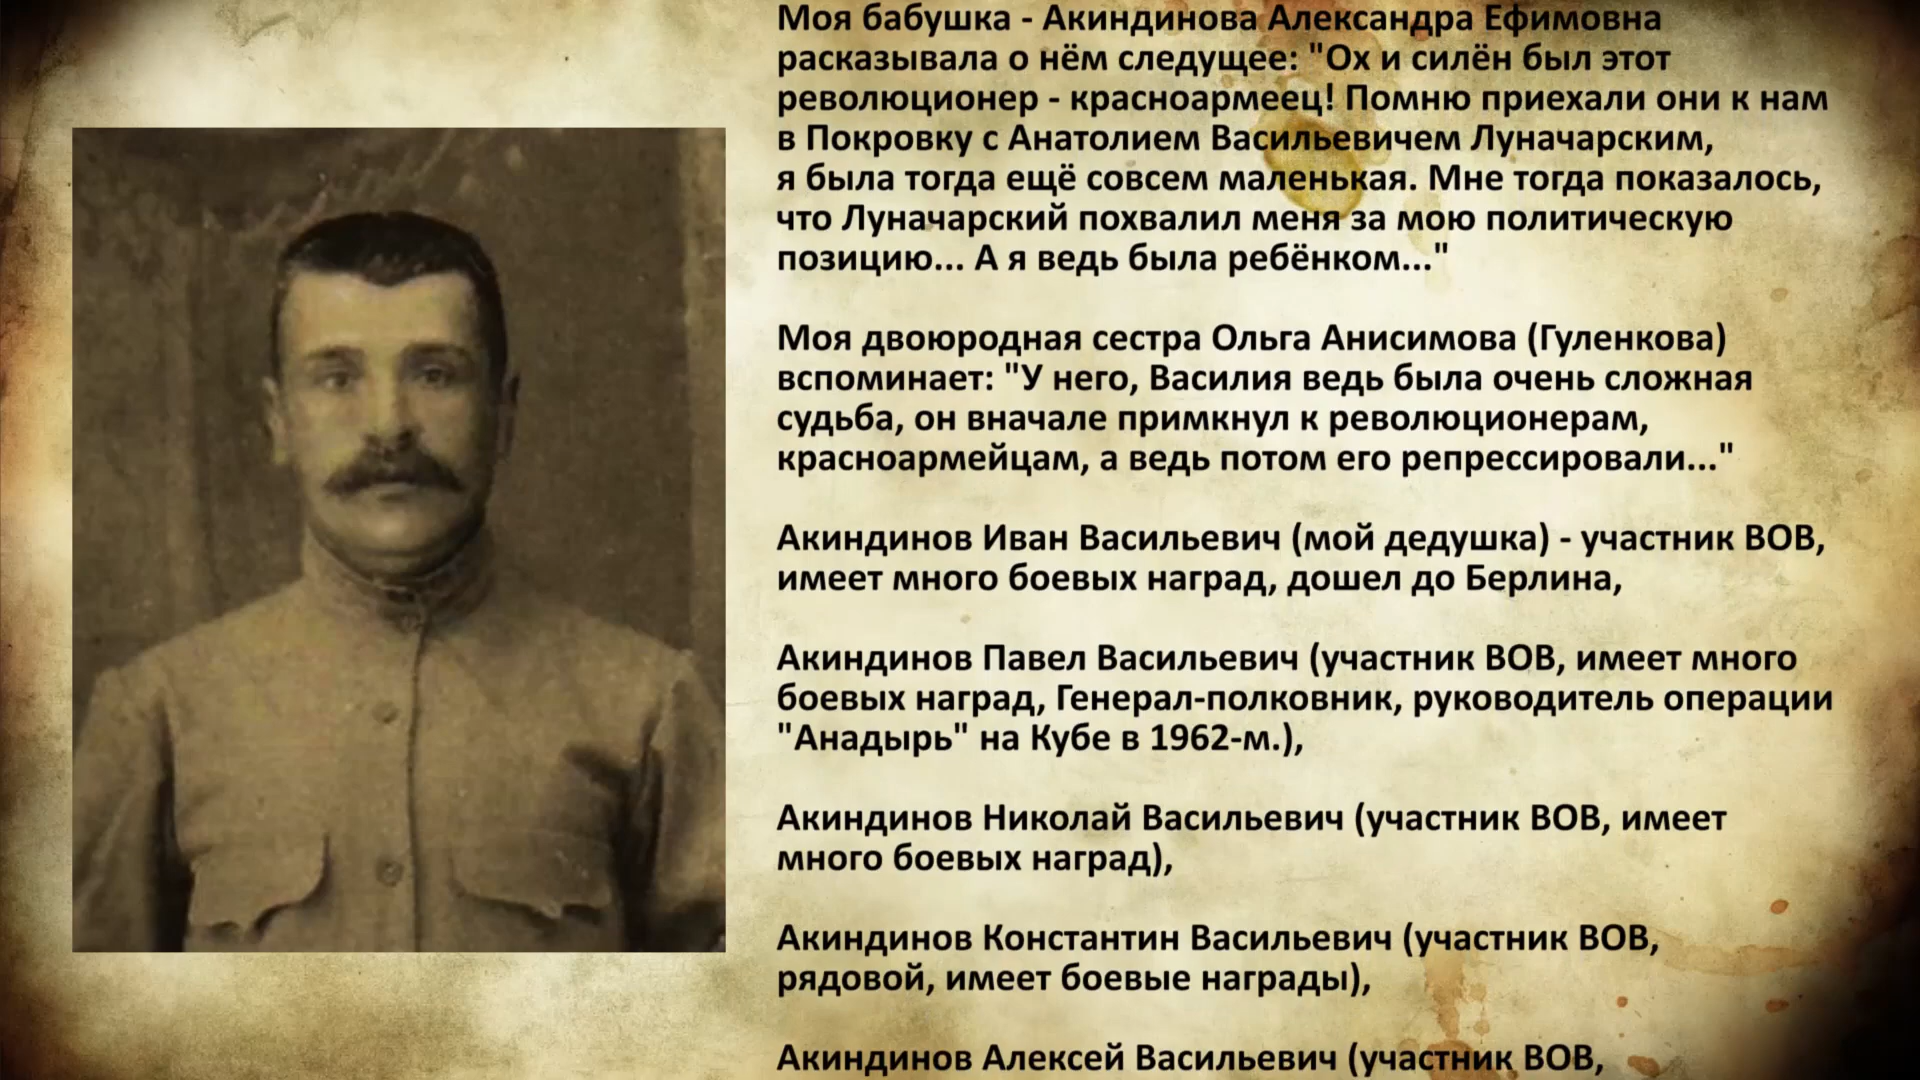 Моя бабушка - Акиндинова Александра Ефимовна
расказывала о нём следущее: "Ох и силён был этот
революционер - красноармеец! Помню приехали они к нам
в Покровку с Анатолием Васильевичем Луначарским,
я была тогда ещё совсем маленькая. Мне тогда показалось,
что Луначарский похвалил меня за мою политическую
позицию... А я ведь была ребёнком..."
Моя двоюродная сестра Ольга Анисимова (Гуленкова)
вспоминает: "У него, Василия ведь была очень сложная
судьба, он вначале примкнул к революционерам,
красноармейцам, а ведь потом его репрессировали..."
Акиндинов Иван Васильевич (мой дедушка) - участник ВОВ,
имеет много боевых наград, дошел до Берлина,
Акиндинов Павел Васильевич (участник ВОВ, имеет много
боевых наград, Генерал-полковник, руководитель операции
"Анадырь" на Кубе в 1962-м.),
Акиндинов Николай Васильевич (участник ВОВ, имеет
много боевых наград),
Акиндинов Константин Васильевич (участник ВОВ,
рядовой, имеет боевые награды),
Акиндинов Алексей Васильевич (участник ВОВ,